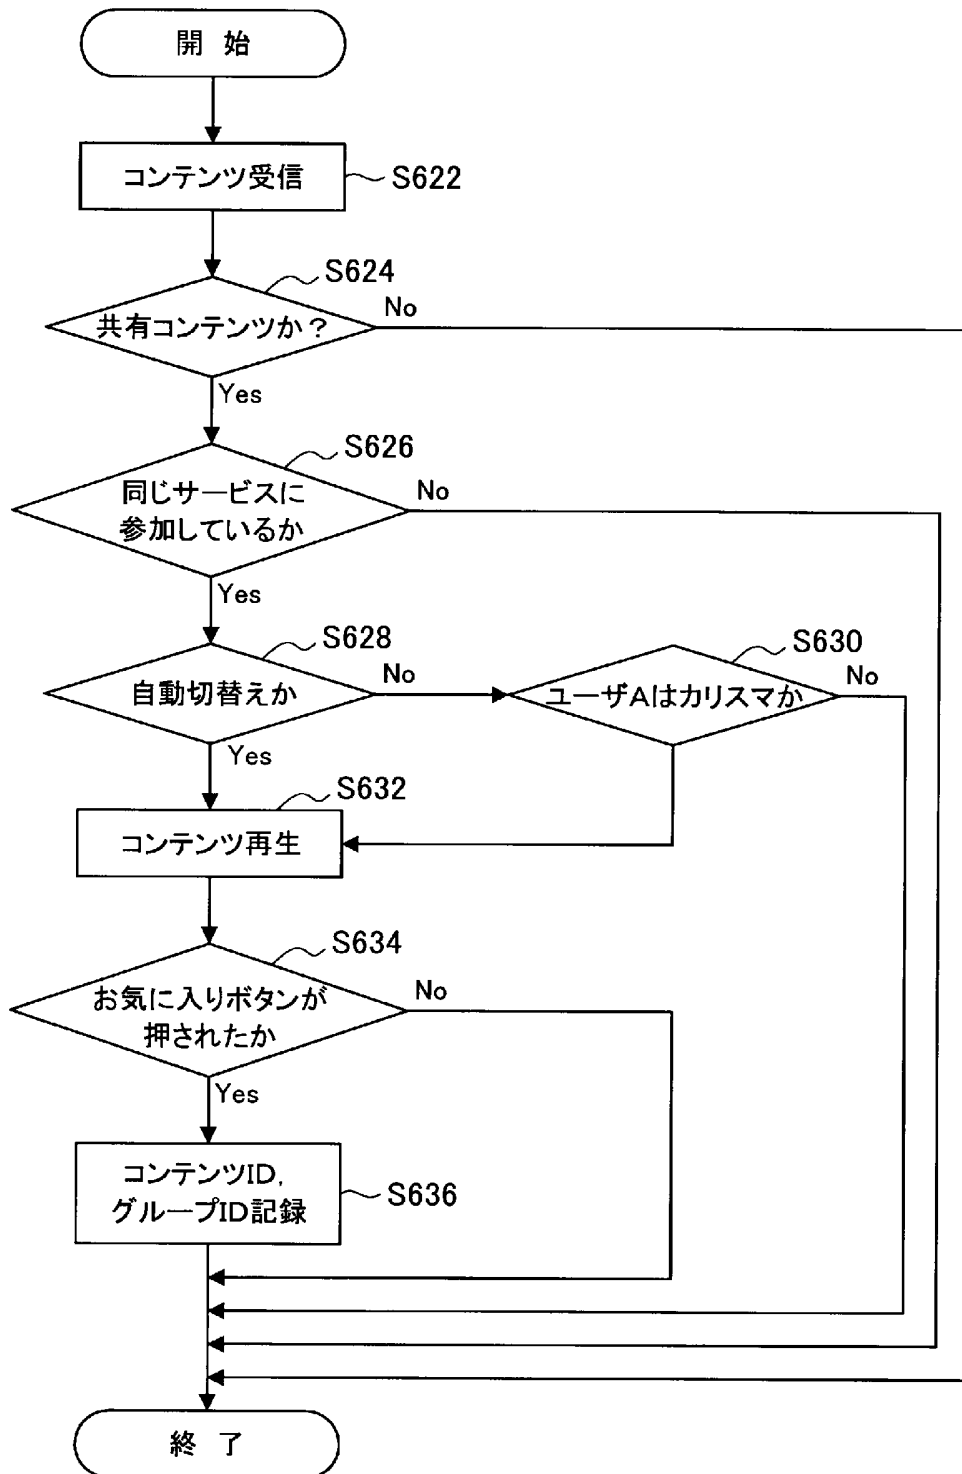 開 始
コンテンツ受信
S622
S624
共有コンテンツか？
No
Yes
S626
同じサービスに
参加しているか
No
Yes
S628
自動切替えか
No
S630
ユーザAはカリスマか
No
Yes
S632
コンテンツ再生
S634
お気に入りボタンが
押されたか
No
Yes
コンテンツID,
グループID記録
S636
終 了